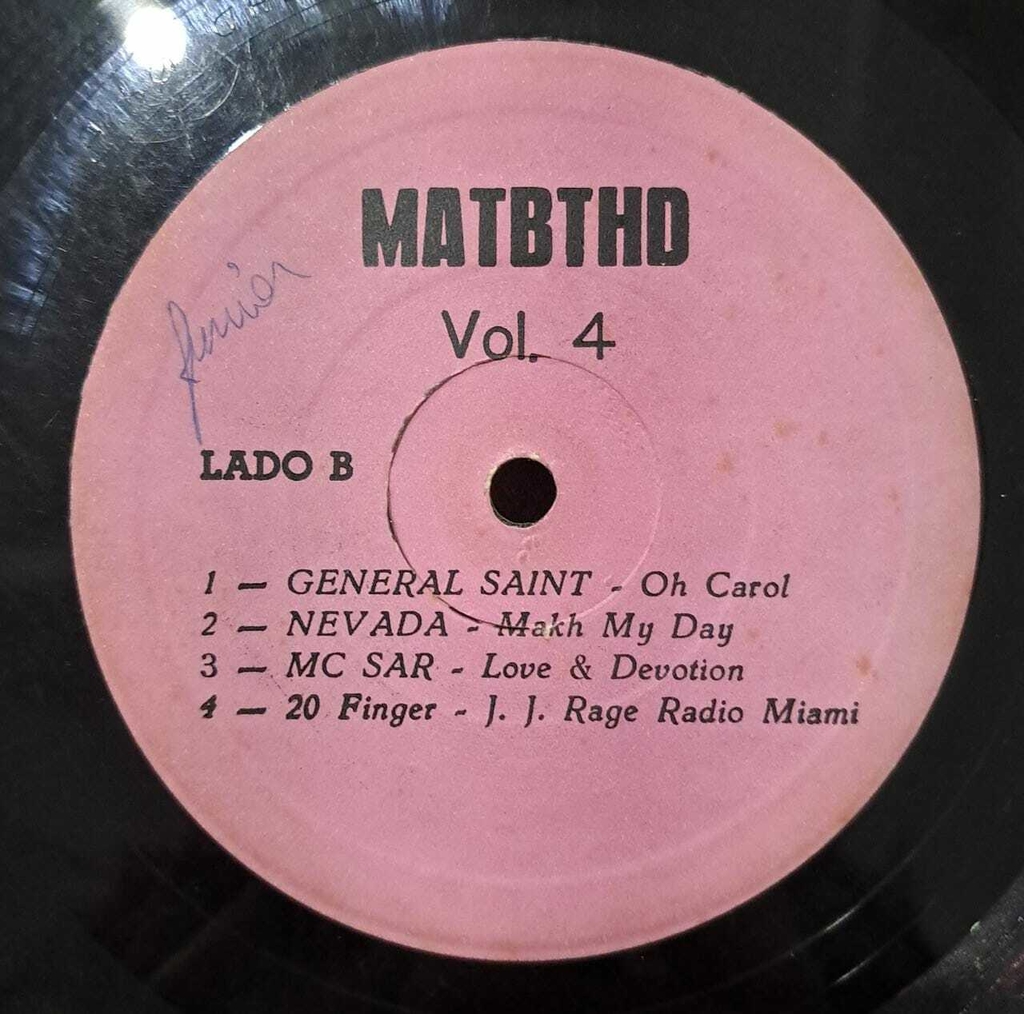 MATBTHD
Vol. 4
Junior
LADO B
1 — GENERAL SAINT - Oh Carol
2 — NEVADA - Makh My Day
3 — MC SAR - Love & Devotion
4 — 20 Finger - J. J. Rage Radio Miami